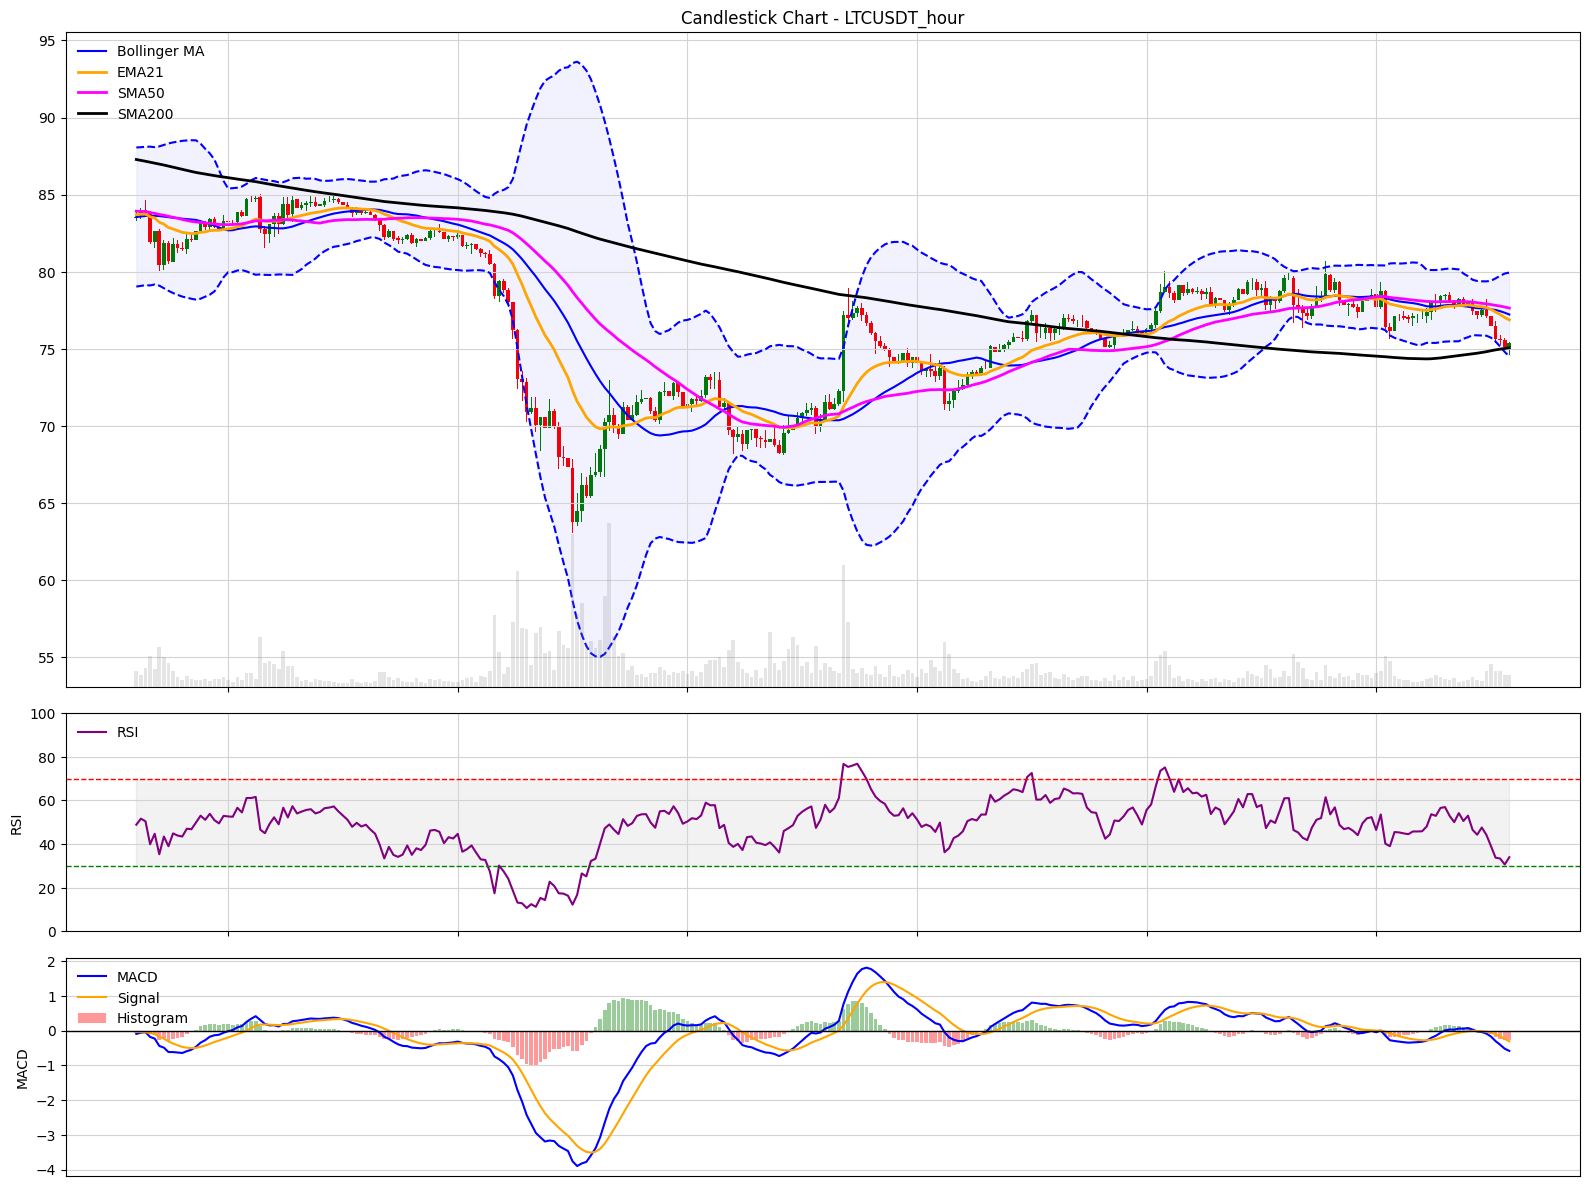 Candlestick Chart - LTCUSDT_hour
95
90
85
80
75
70
65
60
55
Bollinger MA
EMA21
SMA50
SMA200
100
80
60
40
20
0
RSI
RSI
2
1
0
−1
−2
−3
−4
MACD
MACD
Signal
Histogram